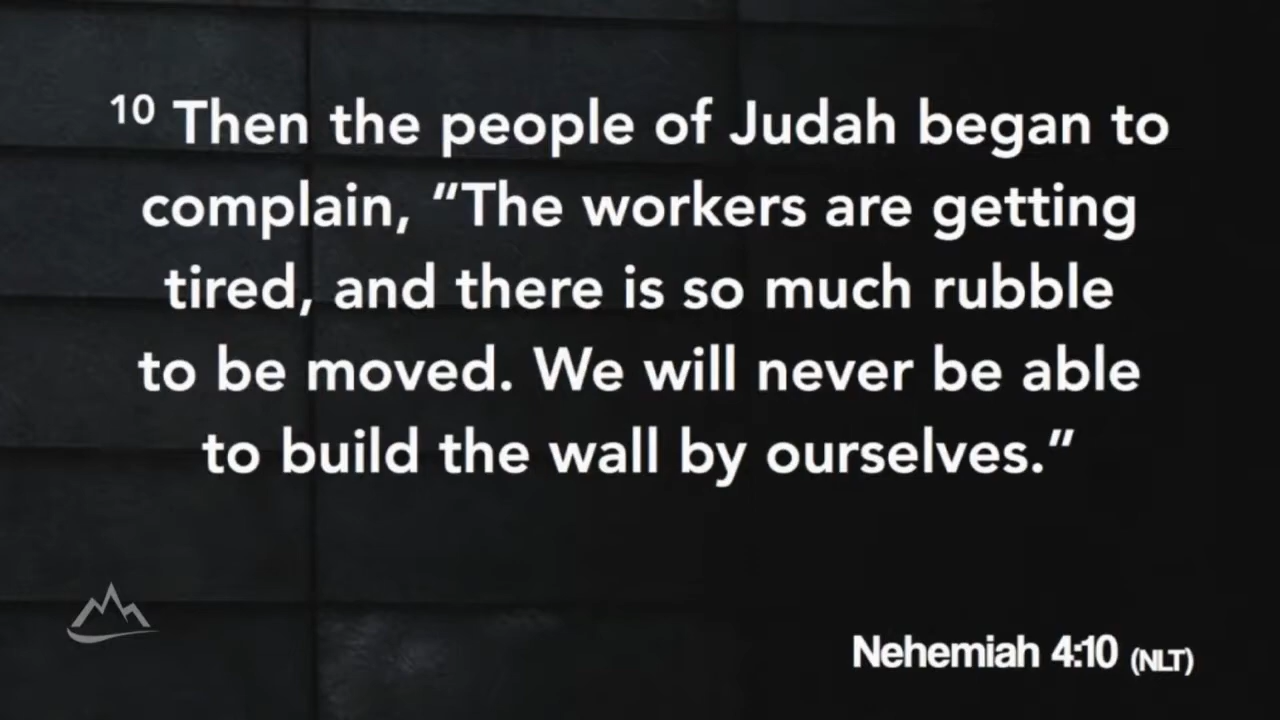 10 Then the people of Judah began to
complain, “The workers are getting
tired, and there is so much rubble
to be moved. We will never be able
to build the wall by ourselves.”
Nehemiah 4:10 (NLT)